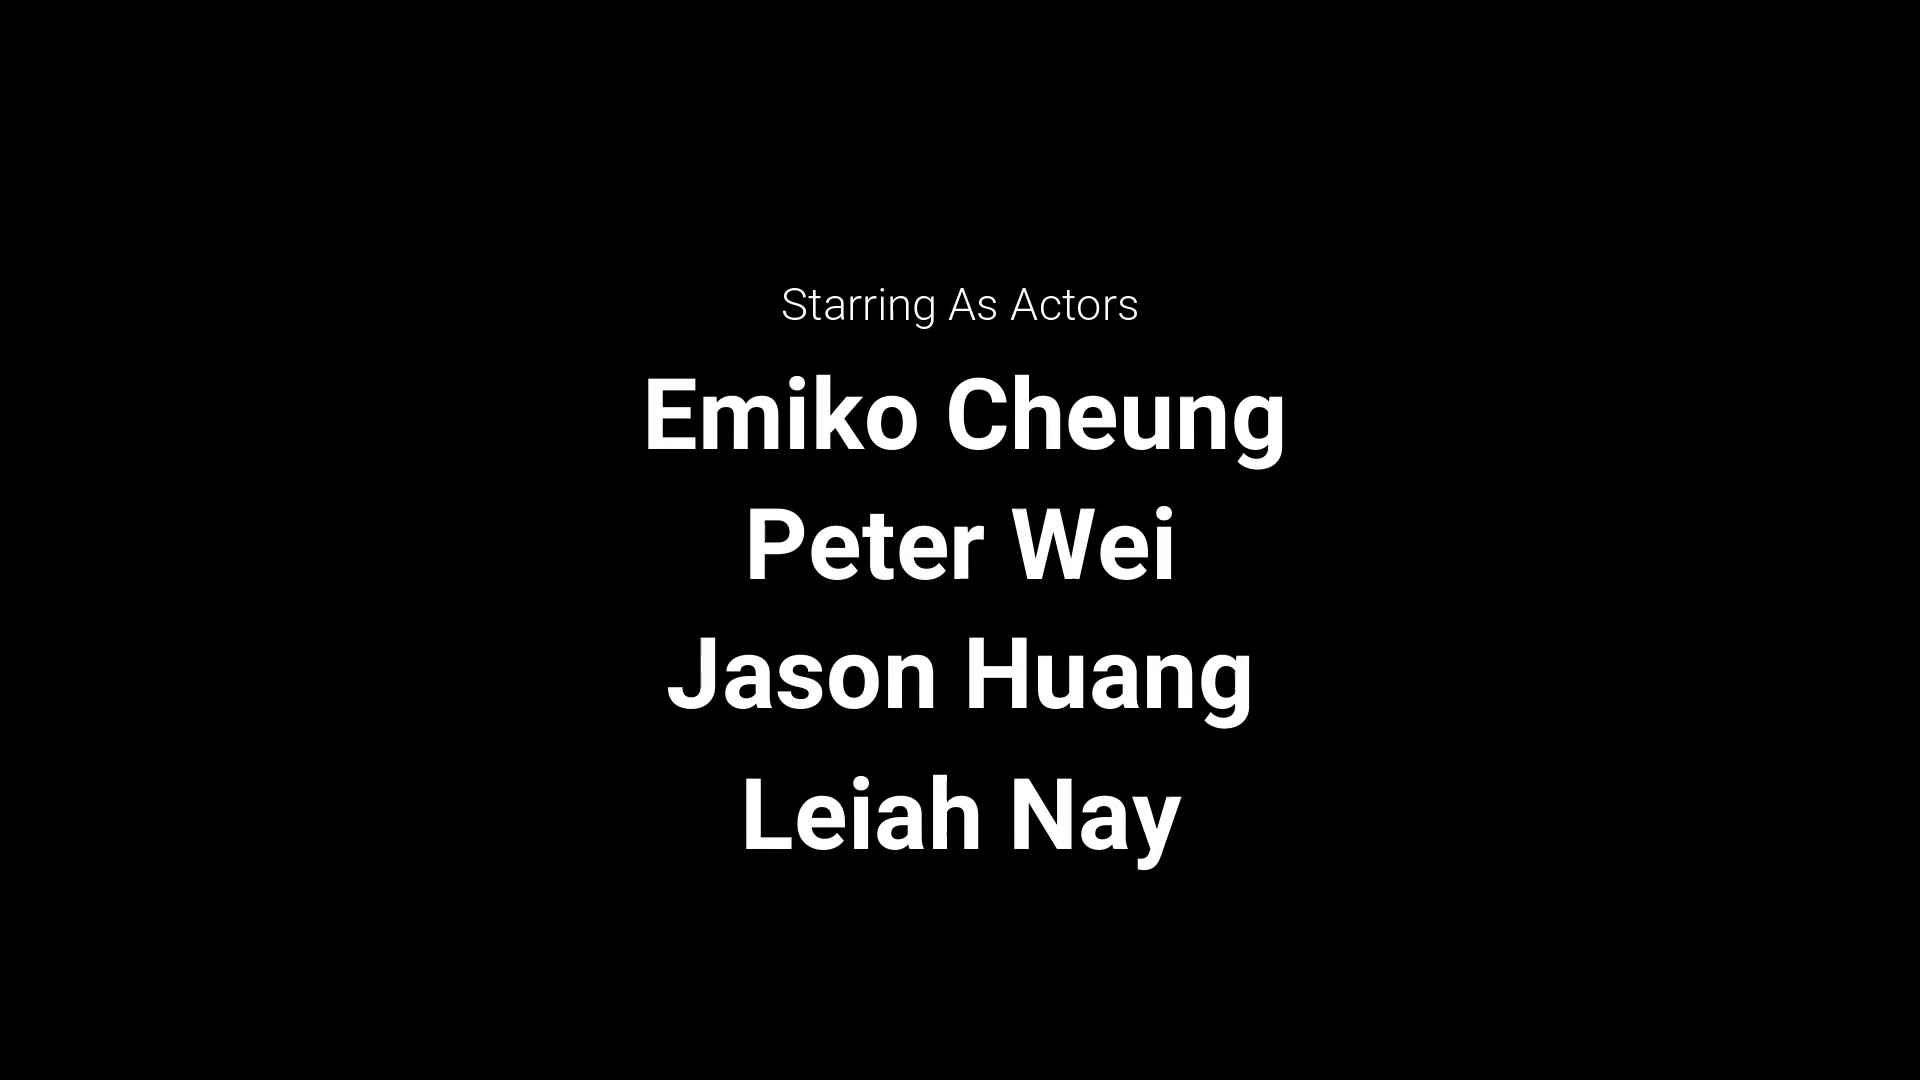 Starring As Actors
Emiko Cheung
Peter Wei
Jason Huang
Leiah Nay